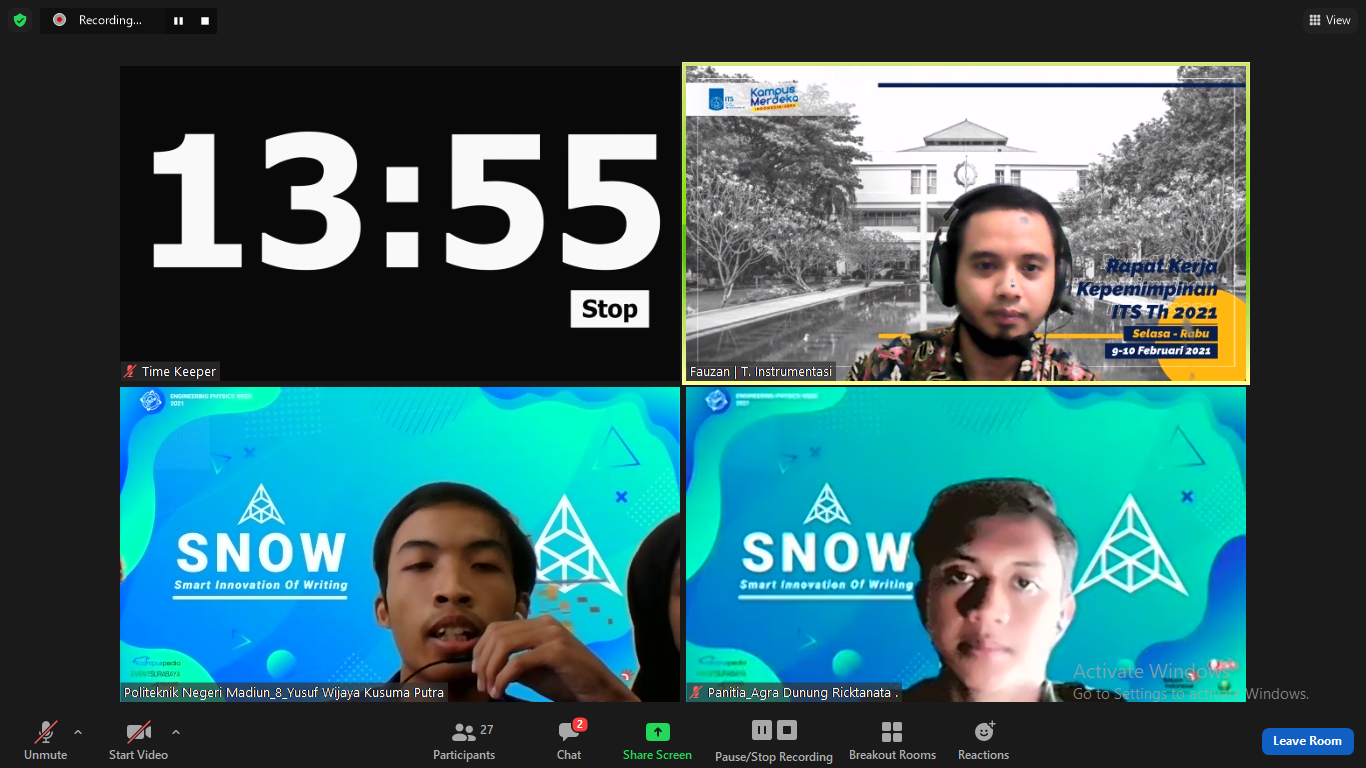 Recording...
View
13:55
Stop
Time Keeper
ITS
Kampus
Merdeka
INDONESIA JAYA
Rapat Kerja
Kepemimpinan
ITS Th 2021
Selasa - Rabu
9-10 Februari 2021
Fauzan | T. Instrumentasi
ENGINEERING PHYSICS WEEK
2021
SNOW
Smart Innovation Of Writing
campuspedia
EVENTSURABAYA
Politeknik Negeri Madiun_8_Yusuf Wijaya Kusuma Putra
ENGINEERING PHYSICS WEEK
2021
SNOW
Smart Innovation Of Writing
Panitia_Agra Dunung Ricktanata .
Activate Windows
Go to Settings to activate Windows.
Unmute
Start Video
27
Participants
2
Chat
Share Screen
Pause/Stop Recording
Breakout Rooms
Reactions
Leave Room